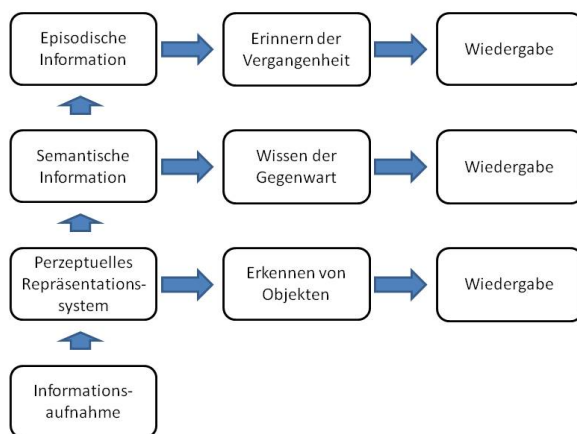 Episodische
Information
Erinnern der
Vergangenheit
Wiedergabe
Semantische
Information
Wissen der
Gegenwart
Wiedergabe
Perzeptuelles
Repräsentations-
system
Erkennen von
Objekten
Wiedergabe
Informations-
aufnahme